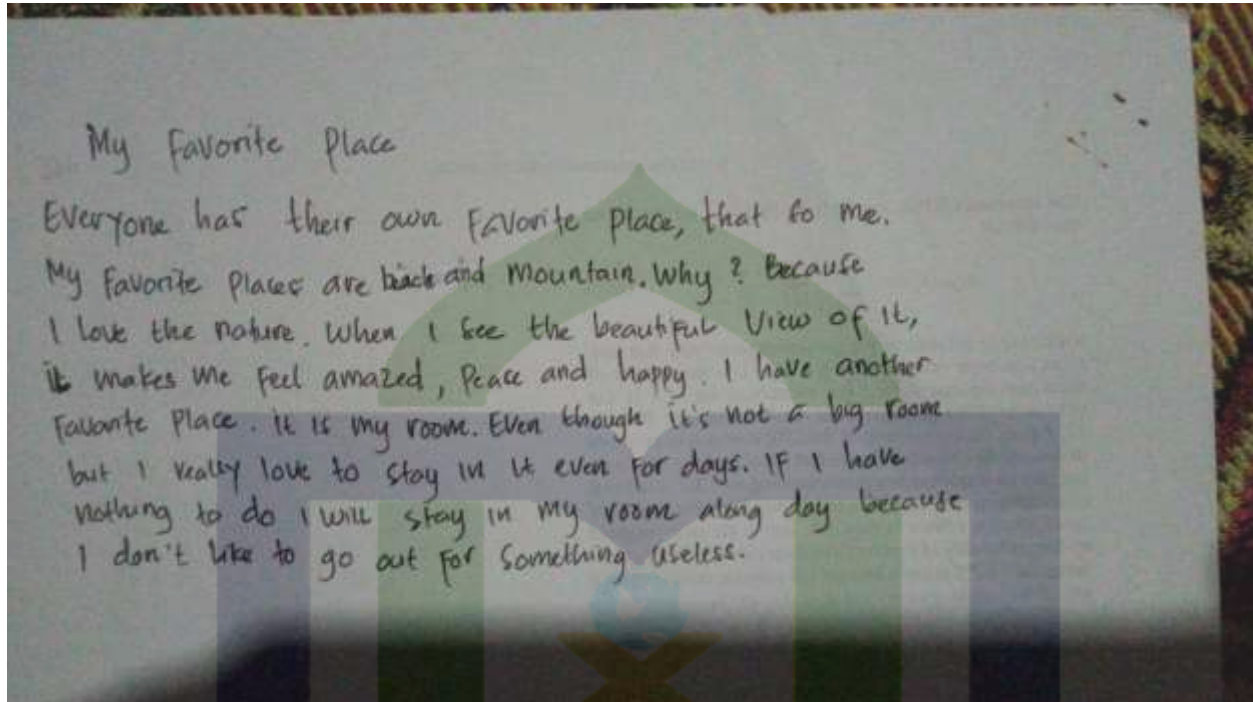 My Favorite Place
Everyone has their own Favorite place, that to me.
My Favorite Places are and Mountain. Why? Because
I love the nature. When I see the beautiful View of it,
it makes me feel amazed, Peace and happy. I have another
Favorite Place. it is my room. Even though it's not a big room
but I really love to stay in it even for days. IF I have
nothing to do I will stay in my room along day because
I don't like to go out for Something useless.